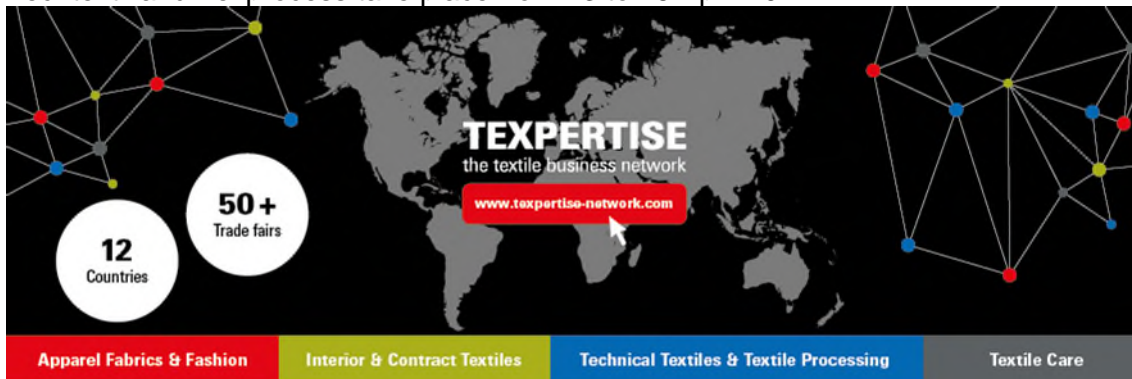 TEXPERTISE
the textile business network
www.texpertise-network.com
50+
Trade fairs
12
Countries
Apparel Fabrics & Fashion
Interior & Contract Textiles
Technical Textiles & Textile Processing
Textile Care